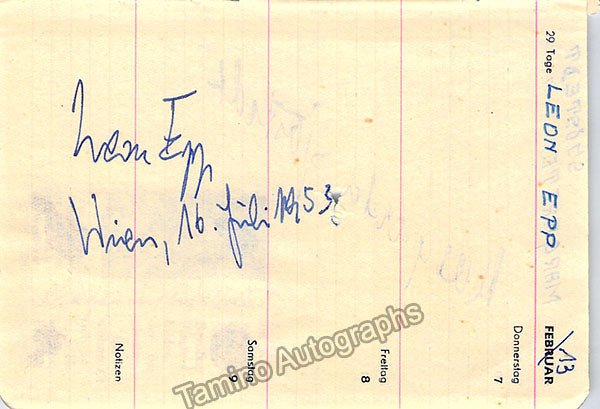 Leon Epp
Wien, 16. Juli 1953
LEON EPP
29 Tage
FEBRUAR
13
Donnerstag
7
Freitag
8
Samstag
9
Notizen
Tamino Autographs